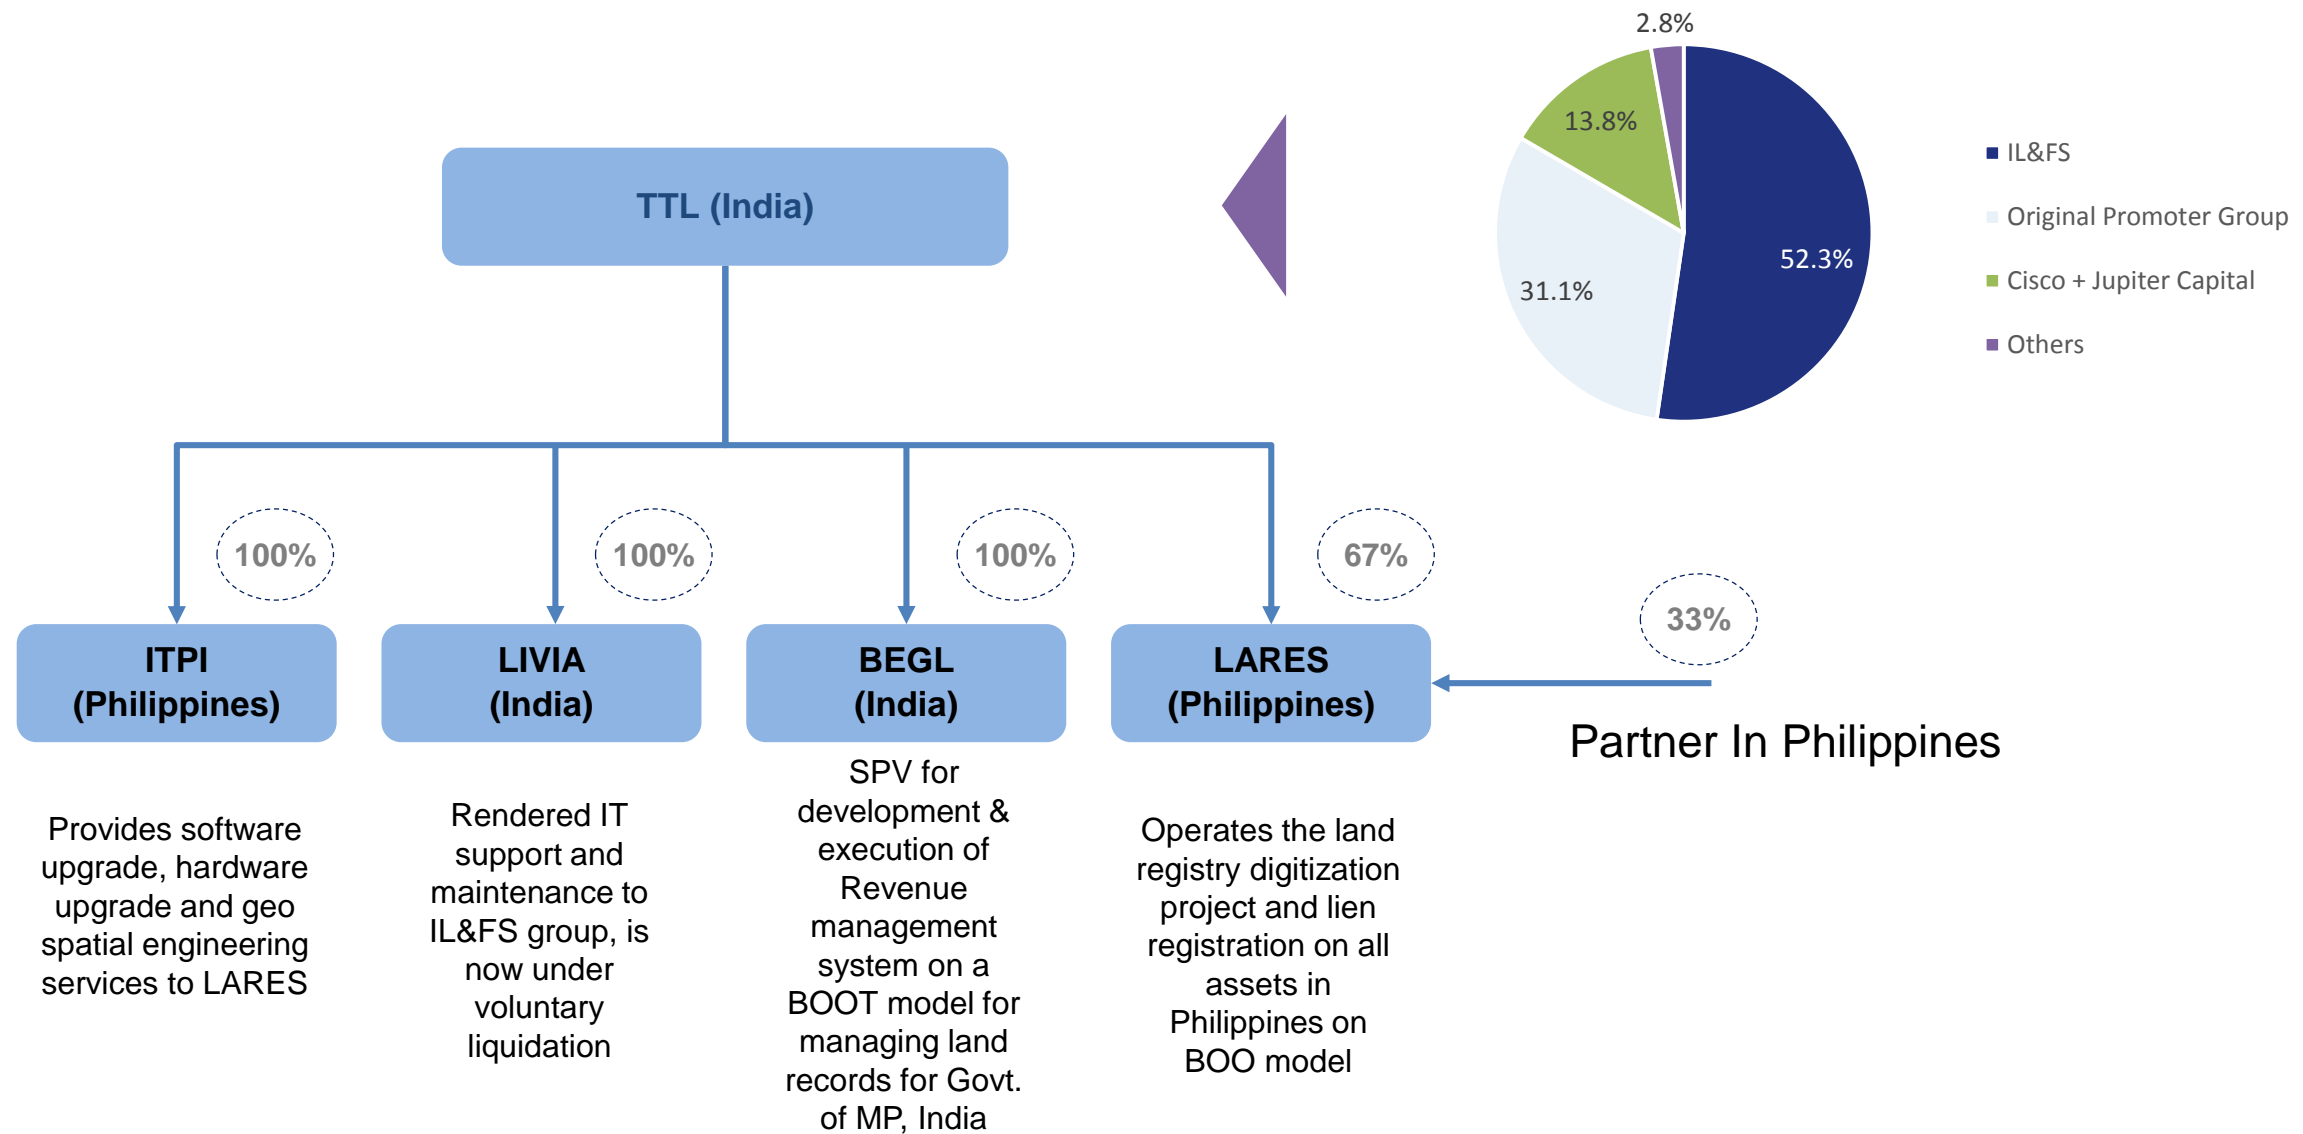 2.8%
13.8%
52.3%
31.1%
IL&FS
Original Promoter Group
Cisco + Jupiter Capital
Others
TTL (India)
100%
100%
100%
67%
33%
ITPI
(Philippines)
LIVIA
(India)
BEGL
(India)
LARES
(Philippines)
Partner In Philippines
Provides software
upgrade, hardware
upgrade and geo
spatial engineering
services to LARES
Rendered IT
support and
maintenance to
IL&FS group, is
now under
voluntary
liquidation
SPV for
development &
execution of
Revenue
management
system on a
BOOT model for
managing land
records for Govt.
of MP, India
Operates the land
registry digitization
project and lien
registration on all
assets in
Philippines on
BOO model